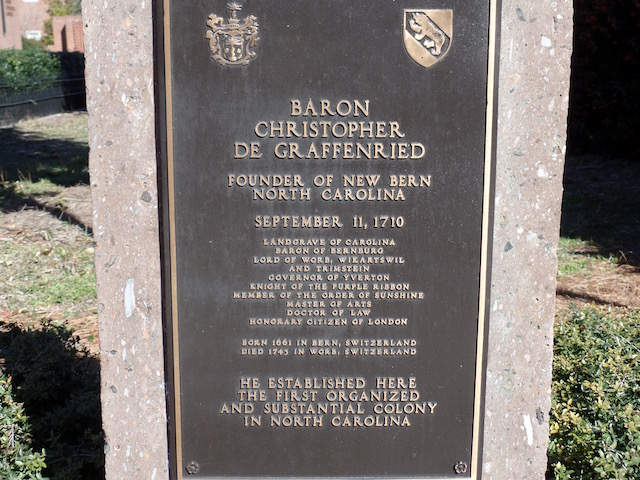 BARON
CHRISTOPHER
DE GRAFFENRIED
FOUNDER OF NEW BERN
NORTH CAROLINA
SEPTEMBER 11, 1710
LANDGRAVE OF CAROLINA
BARON OF BERNBURG
LORD OF WORB, WIKARTSWIL
AND TRIMSTEIN
GOVERNOR OF YVERTON
KNIGHT OF THE PURPLE RIBBON
MEMBER OF THE ORDER OF SUNSHINE
MASTER OF ARTS
DOCTOR OF LAW
HONORARY CITIZEN OF LONDON
BORN 1661 IN BERN, SWITZERLAND
DIED 1743 IN WORB, SWITZERLAND
HE ESTABLISHED HERE
THE FIRST ORGANIZED
AND SUBSTANTIAL COLONY
IN NORTH CAROLINA